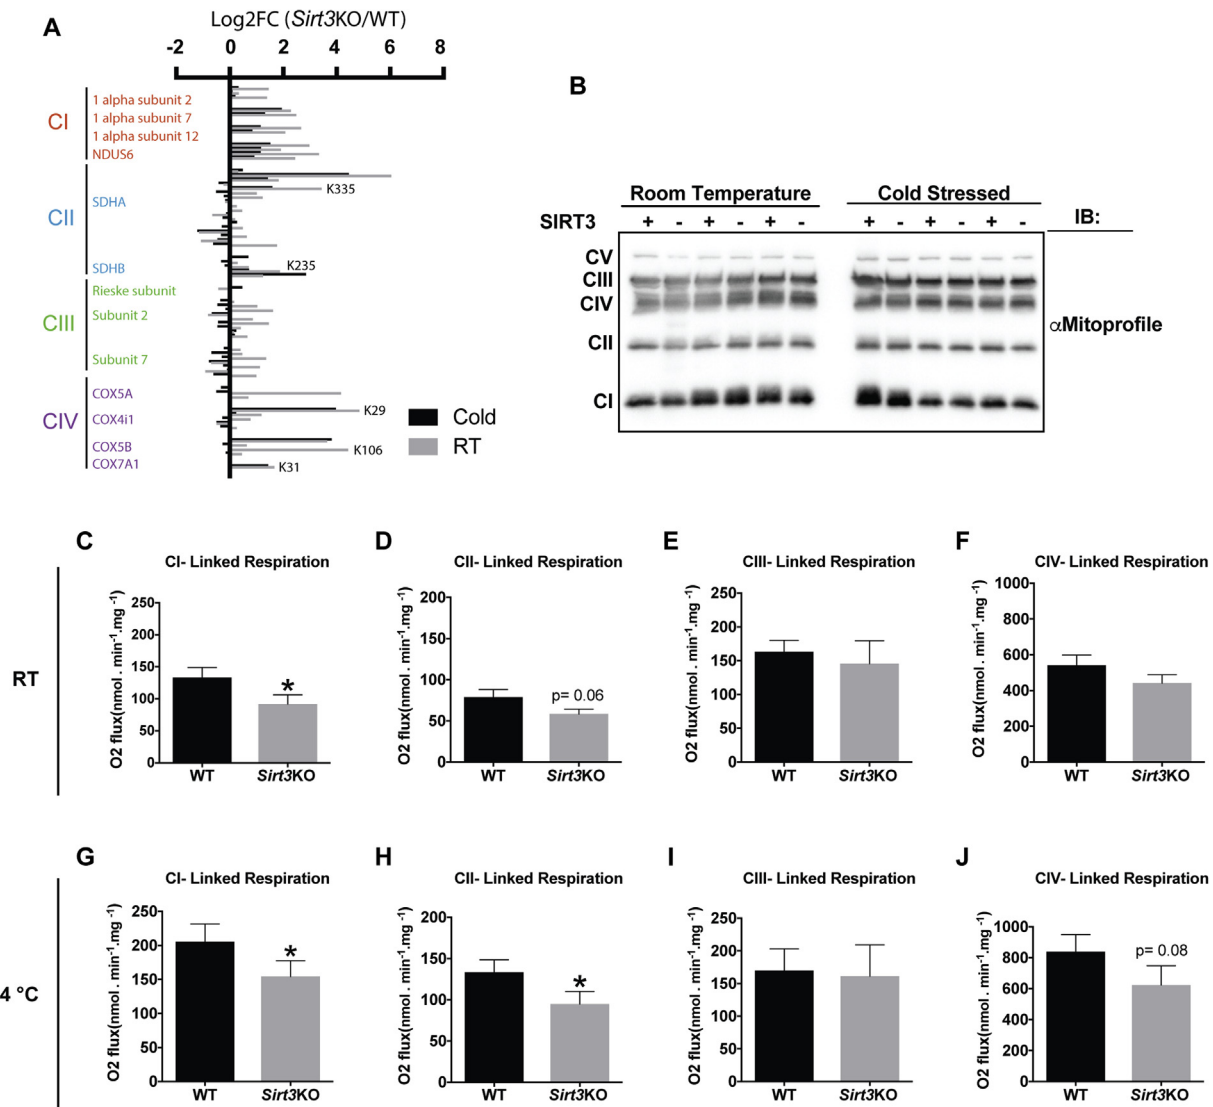 A
Log2FC (Sirt3KO/WT)
-2 0 2 4 6 8
CI
1 alpha subunit 2
1 alpha subunit 7
1 alpha subunit 12
NDUS6
CII
SDHA
K335
SDHB
K235
CIII
Rieske subunit
Subunit 2
Subunit 7
CIV
COX5A
COX4i1
K29
COX5B
K106
COX7A1
K31
Cold
RT
B
Room Temperature Cold Stressed
SIRT3 + - + - + - + - + - + - IB:
CV
CIII
CIV
CII
CI
αMitoprofile
RT
C
CI- Linked Respiration
O2 flux(nmol . min-1.mg -1)
250
200
150
100
50
0
*
WT Sirt3KO
D
CII- Linked Respiration
O2 flux(nmol . min-1.mg -1)
200
150
100
50
0
p= 0.06
WT Sirt3KO
E
CIII- Linked Respiration
O2 flux(nmol . min-1.mg -1)
250
200
150
100
50
0
WT Sirt3KO
F
CIV- Linked Respiration
O2 flux(nmol . min-1.mg -1)
1000
800
600
400
200
0
WT Sirt3KO
4 °C
G
CI- Linked Respiration
O2 flux(nmol . min-1.mg -1)
250
200
150
100
50
0
*
WT Sirt3KO
H
CII- Linked Respiration
O2 flux(nmol . min-1.mg -1)
200
150
100
50
0
*
WT Sirt3KO
I
CIII- Linked Respiration
O2 flux(nmol . min-1.mg -1)
250
200
150
100
50
0
WT Sirt3KO
J
CIV- Linked Respiration
O2 flux(nmol . min-1.mg -1)
1000
800
600
400
200
0
p= 0.08
WT Sirt3KO